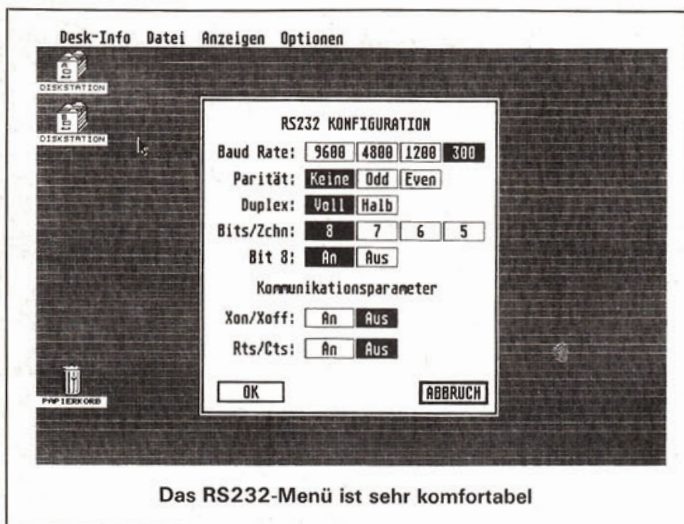 Desk-Info Datei Anzeigen Optionen
DISKSTATION
DISKSTATION
RS232 KONFIGURATION
Baud Rate: 9600 4800 1200 300
Parität: Keine Odd Even
Duplex: Voll Halb
Bits/Zchn: 8 7 6 5
Bit 8: An Aus
Kommunikationsparameter
Xon/Xoff: An Aus
Rts/Cts: An Aus
OK ABBRUCH
PAPIERKORB
Das RS232-Menü ist sehr komfortabel